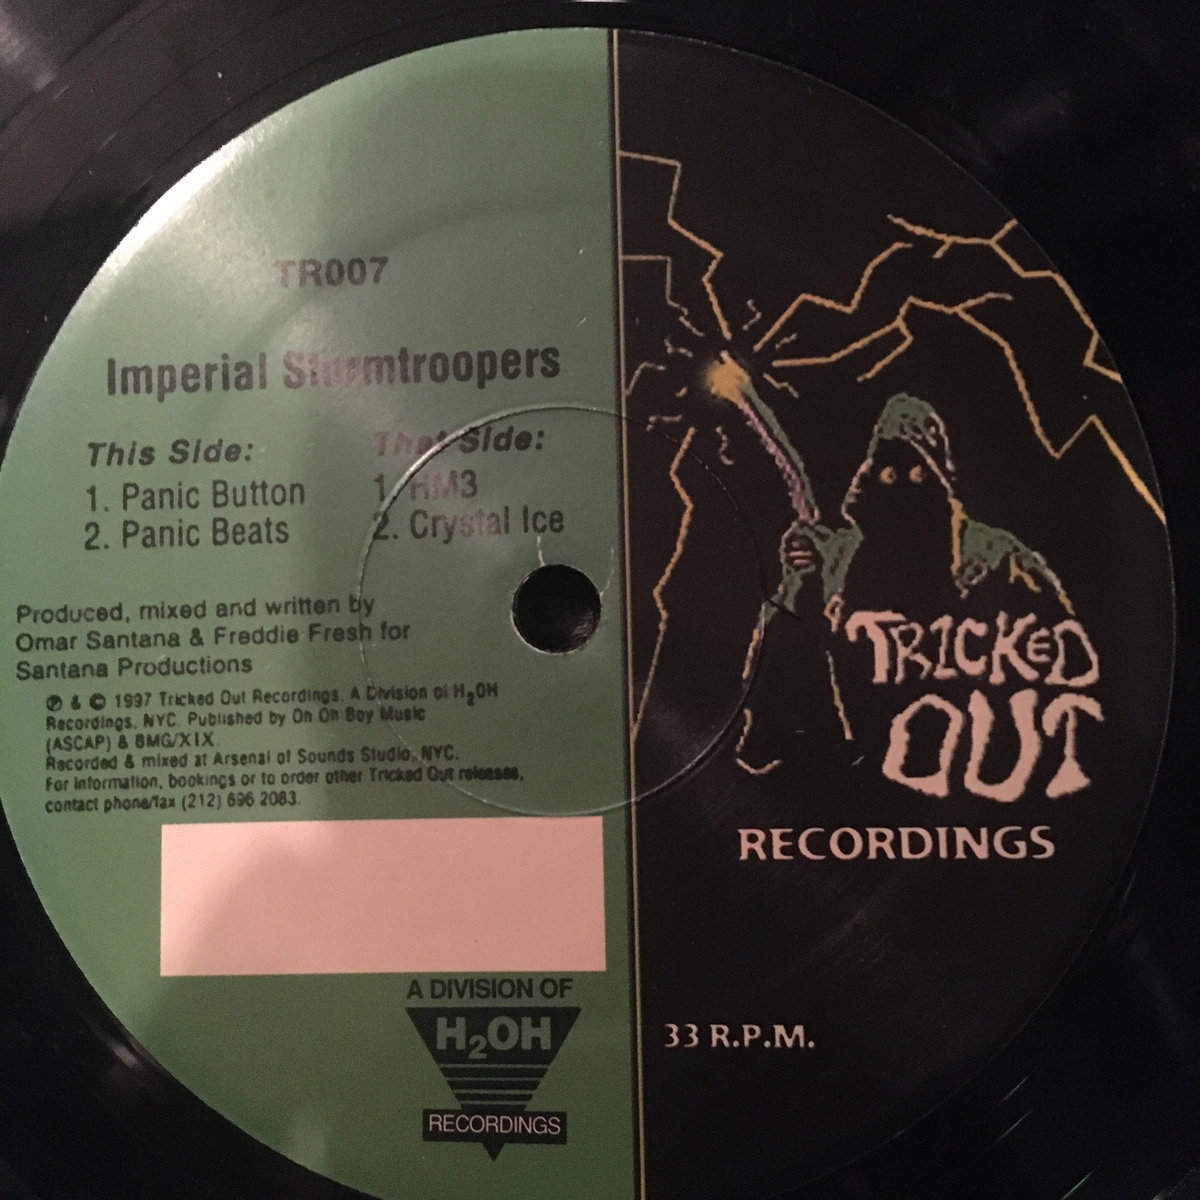 TR007
Imperial Stormtroopers
This Side:
1. Panic Button
2. Panic Beats
That Side:
1. HM3
2. Crystal Ice
Produced, mixed and written by
Omar Santana & Freddie Fresh for
Santana Productions
℗ & © 1997 Tricked Out Recordings. A Division of H₂OH
Recordings, NYC. Published by Oh Oh Boy Music
(ASCAP) & BMG/XIX.
Recorded & mixed at Arsenal of Sounds Studio, NYC.
For information, bookings or to order other Tricked Out releases,
contact phone/fax (212) 696 2063.
A DIVISION OF
H₂OH
RECORDINGS
TRICKED
OUT
RECORDINGS
33 R.P.M.